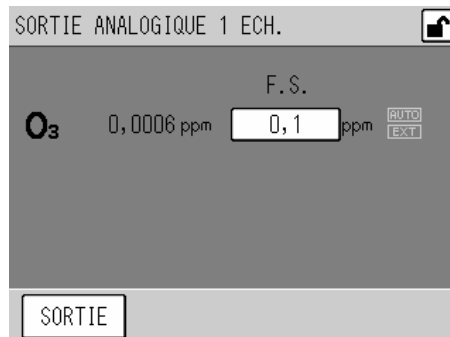 SORTIE ANALOGIQUE 1 ECH.
F.S.
O₃ 0,0006 ppm 0,1 ppm AUTO
EXT
SORTIE